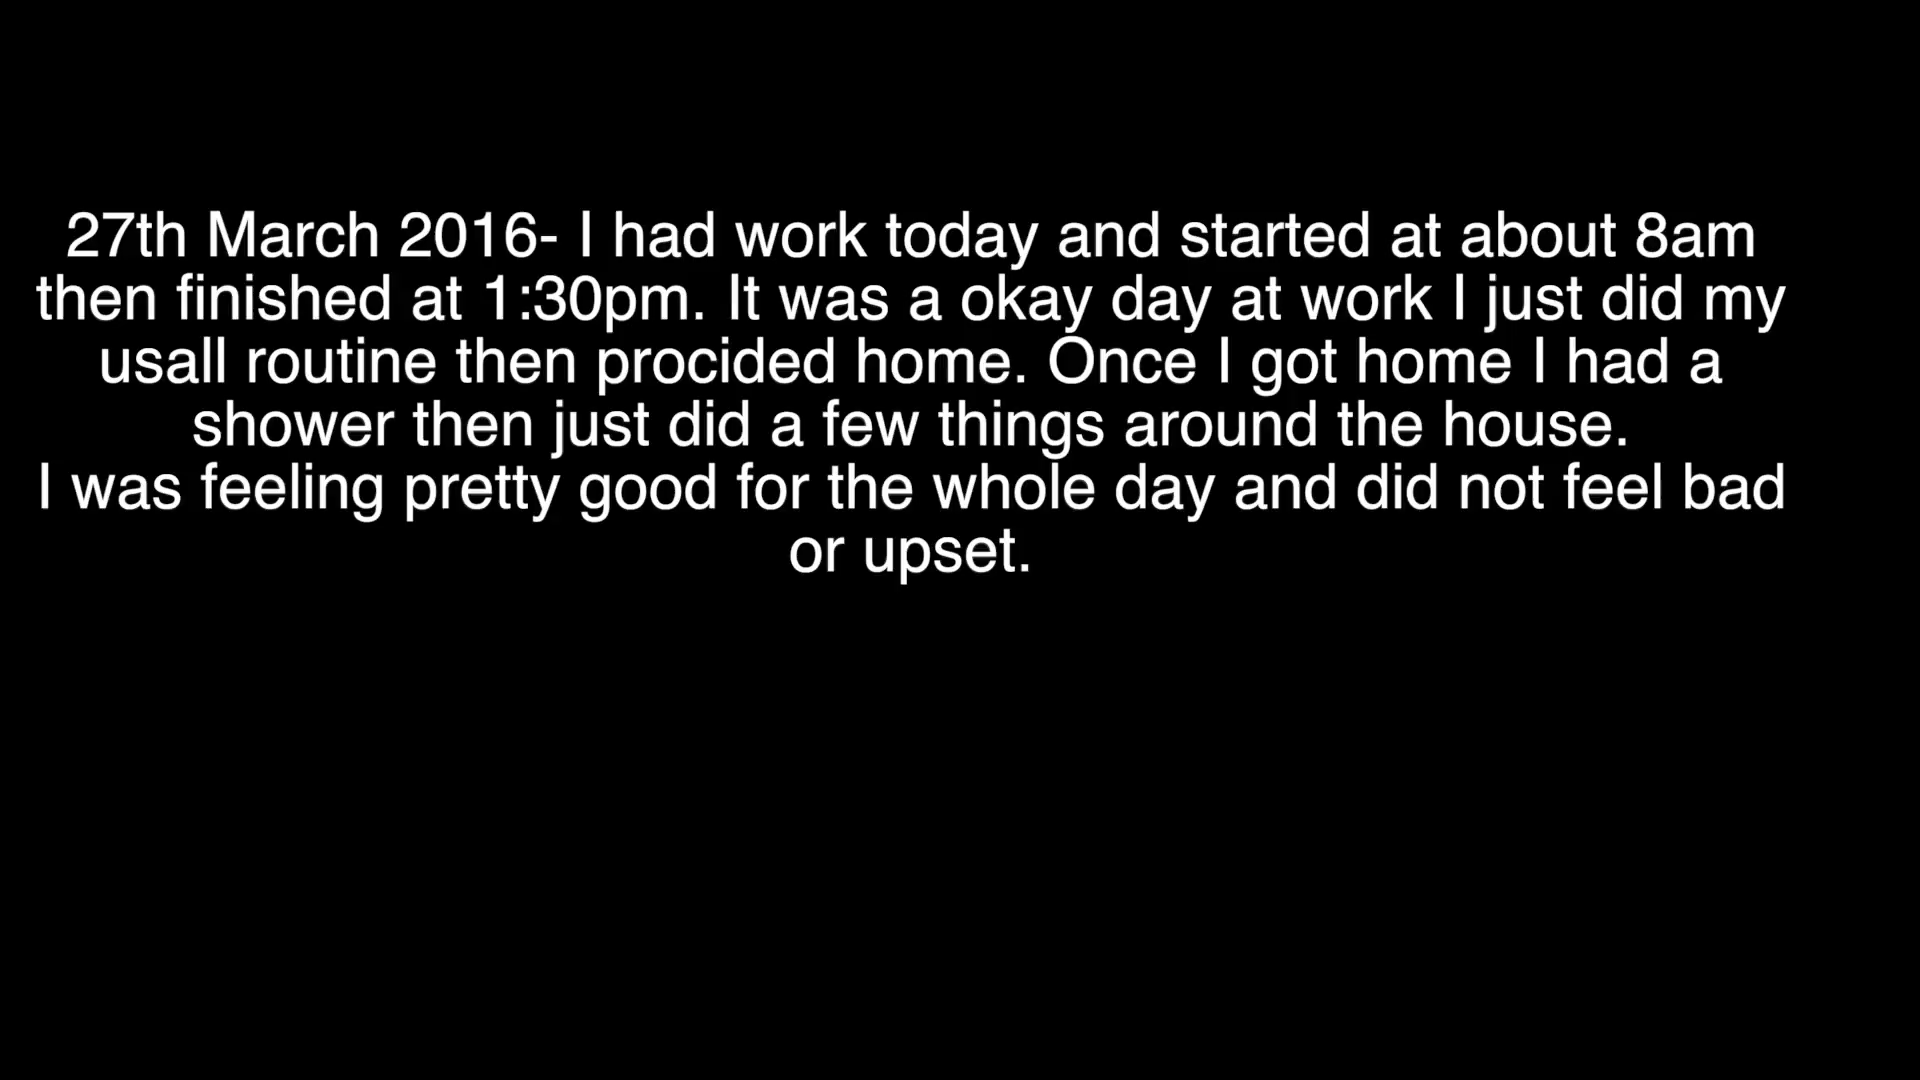 27th March 2016- I had work today and started at about 8am
then finished at 1:30pm. It was a okay day at work I just did my
usall routine then procided home. Once I got home I had a
shower then just did a few things around the house.
I was feeling pretty good for the whole day and did not feel bad
or upset.